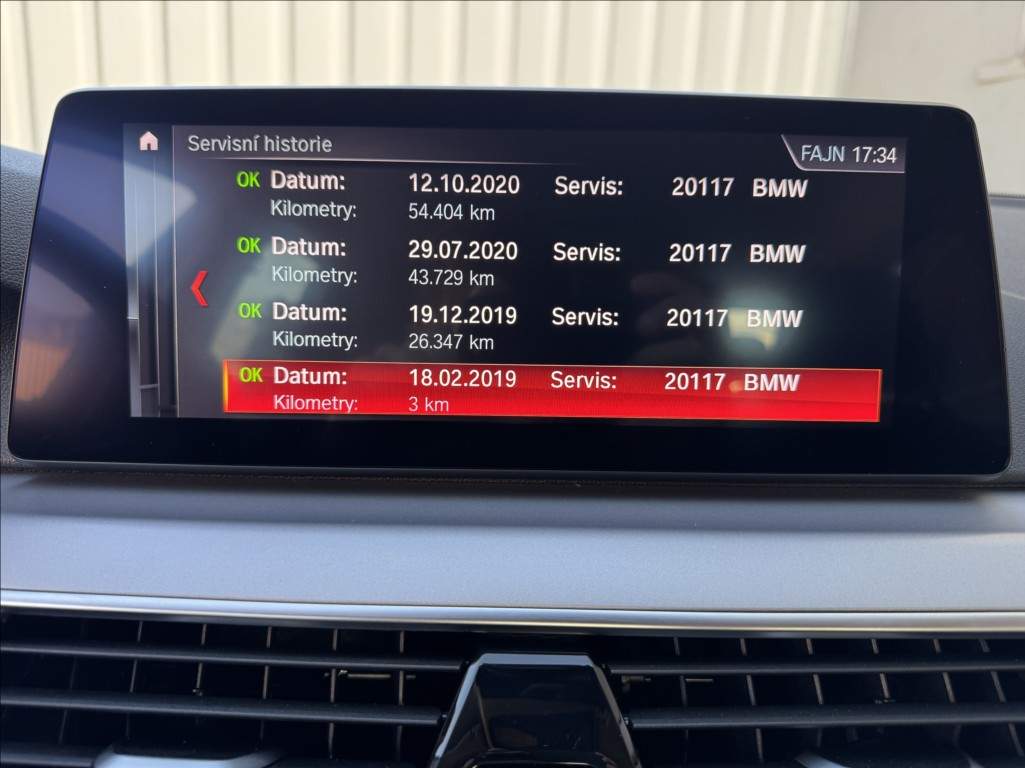 Servisní historie
FAJN 17:34
OK Datum: 12.10.2020 Servis: 20117 BMW
Kilometry: 54.404 km
OK Datum: 29.07.2020 Servis: 20117 BMW
Kilometry: 43.729 km
OK Datum: 19.12.2019 Servis: 20117 BMW
Kilometry: 26.347 km
OK Datum: 18.02.2019 Servis: 20117 BMW
Kilometry: 3 km